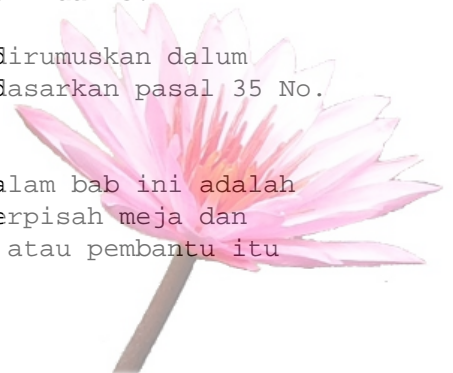 dirumuskan dalum
dasarkan pasal 35 No.
alam bab ini adalah
erpisah meja dan
atau pembantu itu